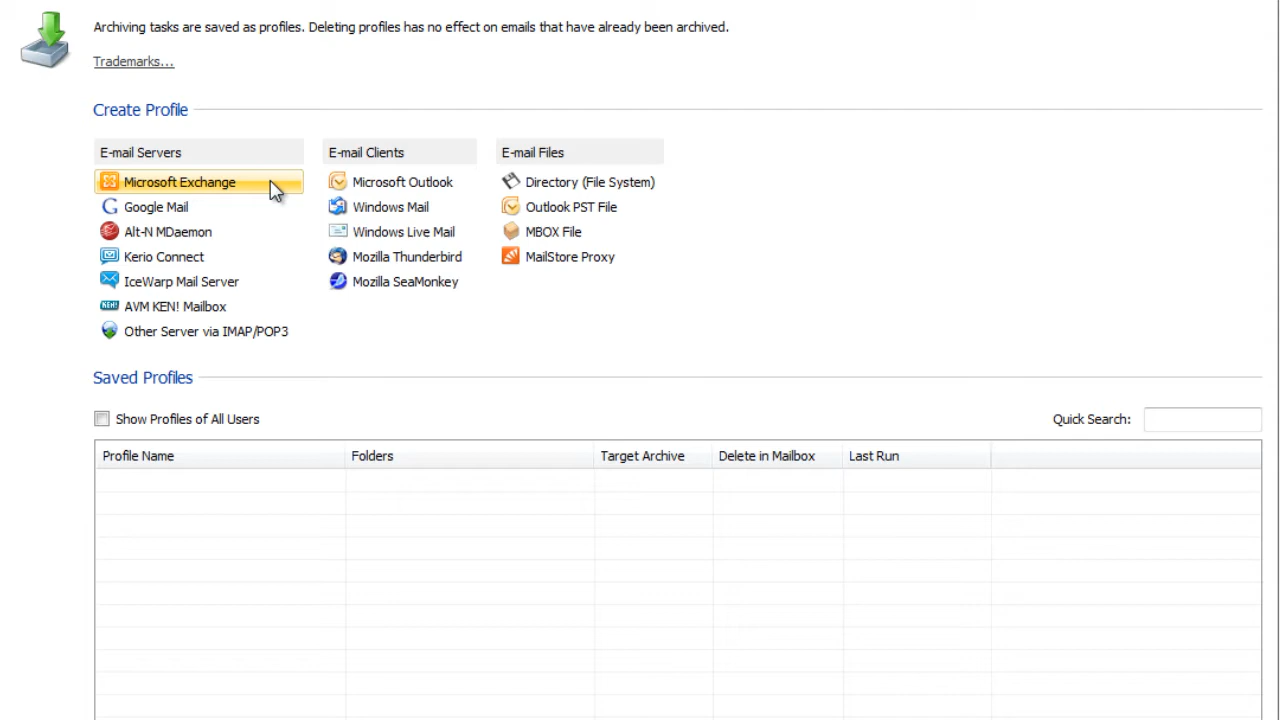 Archiving tasks are saved as profiles. Deleting profiles has no effect on emails that have already been archived.
Trademarks...
Create Profile
E-mail Servers
Microsoft Exchange
Google Mail
Alt-N MDaemon
Kerio Connect
IceWarp Mail Server
KEN! AVM KEN! Mailbox
Other Server via IMAP/POP3
E-mail Clients
Microsoft Outlook
Windows Mail
Windows Live Mail
Mozilla Thunderbird
Mozilla SeaMonkey
E-mail Files
Directory (File System)
Outlook PST File
MBOX File
MailStore Proxy
Saved Profiles
Show Profiles of All Users
Quick Search:
Profile Name Folders Target Archive Delete in Mailbox Last Run